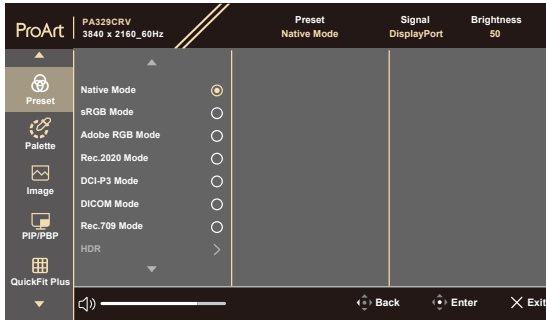 ProArt
PA329CRV
3840 x 2160_60Hz
Preset
Native Mode
Signal
DisplayPort
Brightness
50
Preset
Palette
Image
PIP/PBP
QuickFit Plus
Native Mode
sRGB Mode
Adobe RGB Mode
Rec.2020 Mode
DCI-P3 Mode
DICOM Mode
Rec.709 Mode
HDR
Back
Enter
Exit